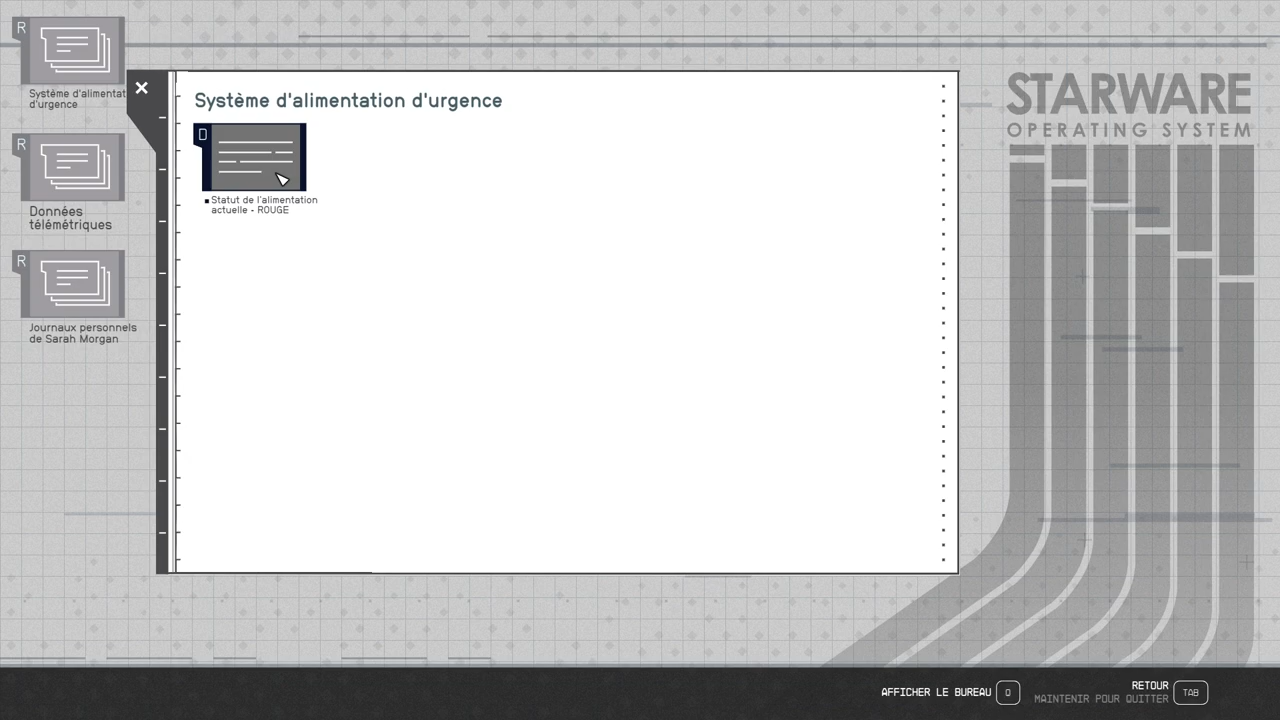 R
Système d'alimentat
d'urgence
R
Données
télémétriques
R
Journaux personnels
de Sarah Morgan
×
Système d'alimentation d'urgence
D
Statut de l'alimentation
actuelle - ROUGE
STARWARE
OPERATING SYSTEM
AFFICHER LE BUREAU Q
RETOUR
MAINTENIR POUR QUITTER TAB